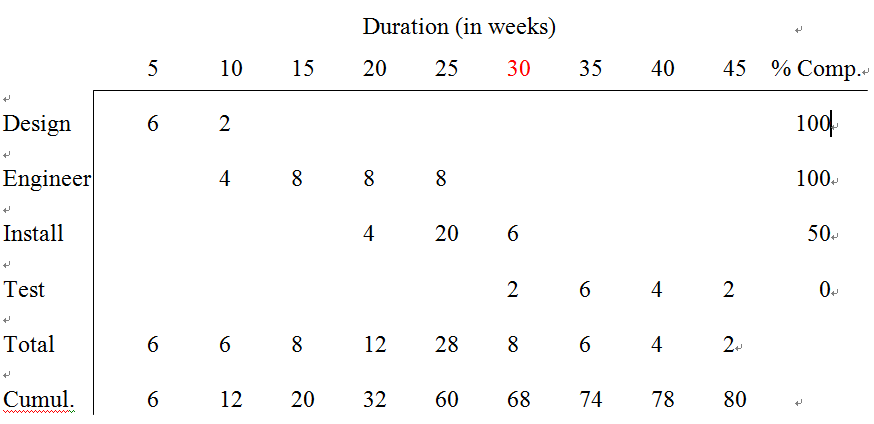 Duration (in weeks)
5 10 15 20 25 30 35 40 45 % Comp.
Design 6 2 100
Engineer 4 8 8 8 100
Install 4 20 6 50
Test 2 6 4 2 0
Total 6 6 8 12 28 8 6 4 2
Cumul. 6 12 20 32 60 68 74 78 80